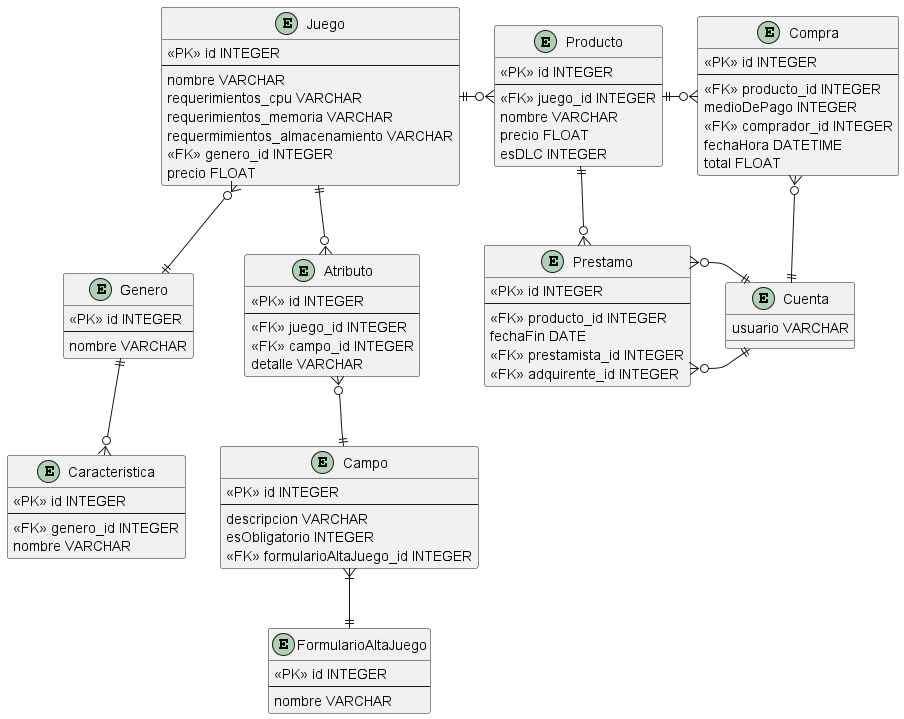 E Juego
«PK» id INTEGER
nombre VARCHAR
requerimientos_cpu VARCHAR
requerimientos_memoria VARCHAR
requermimientos_almacenamiento VARCHAR
«FK» genero_id INTEGER
precio FLOAT
E Producto
«PK» id INTEGER
«FK» juego_id INTEGER
nombre VARCHAR
precio FLOAT
esDLC INTEGER
E Compra
«PK» id INTEGER
«FK» producto_id INTEGER
medioDePago INTEGER
«FK» comprador_id INTEGER
fechaHora DATETIME
total FLOAT
E Genero
«PK» id INTEGER
nombre VARCHAR
E Atributo
«PK» id INTEGER
«FK» juego_id INTEGER
«FK» campo_id INTEGER
detalle VARCHAR
E Prestamo
«PK» id INTEGER
«FK» producto_id INTEGER
fechaFin DATE
«FK» prestamista_id INTEGER
«FK» adquirente_id INTEGER
E Cuenta
usuario VARCHAR
E Caracteristica
«PK» id INTEGER
«FK» genero_id INTEGER
nombre VARCHAR
E Campo
«PK» id INTEGER
descripcion VARCHAR
esObligatorio INTEGER
«FK» formularioAltaJuego_id INTEGER
E FormularioAltaJuego
«PK» id INTEGER
nombre VARCHAR